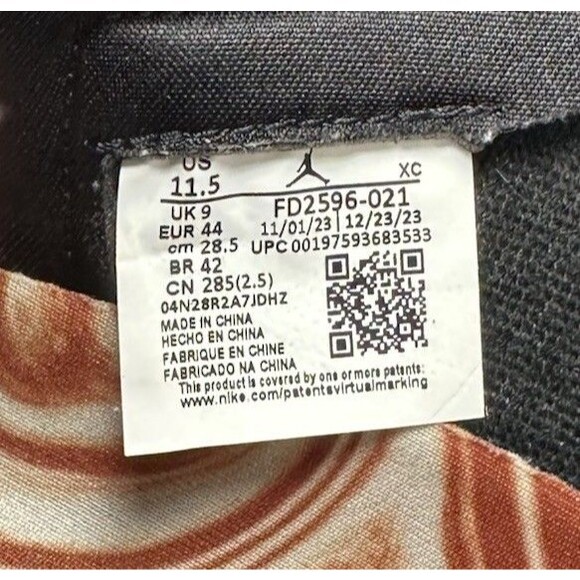 US
11.5
XC
UK 9
FD2596-021
EUR 44
11/01/23 | 12/23/23
cm 28.5
UPC 00197593683533
BR 42
CN 285(2.5)
04N28R2A7JDHZ
MADE IN CHINA
HECHO EN CHINA
FABRIQUE EN CHINE
FABRICADO NA CHINA
This product is covered by one or more patents:
www.nike.com/patentsvirtualmarking